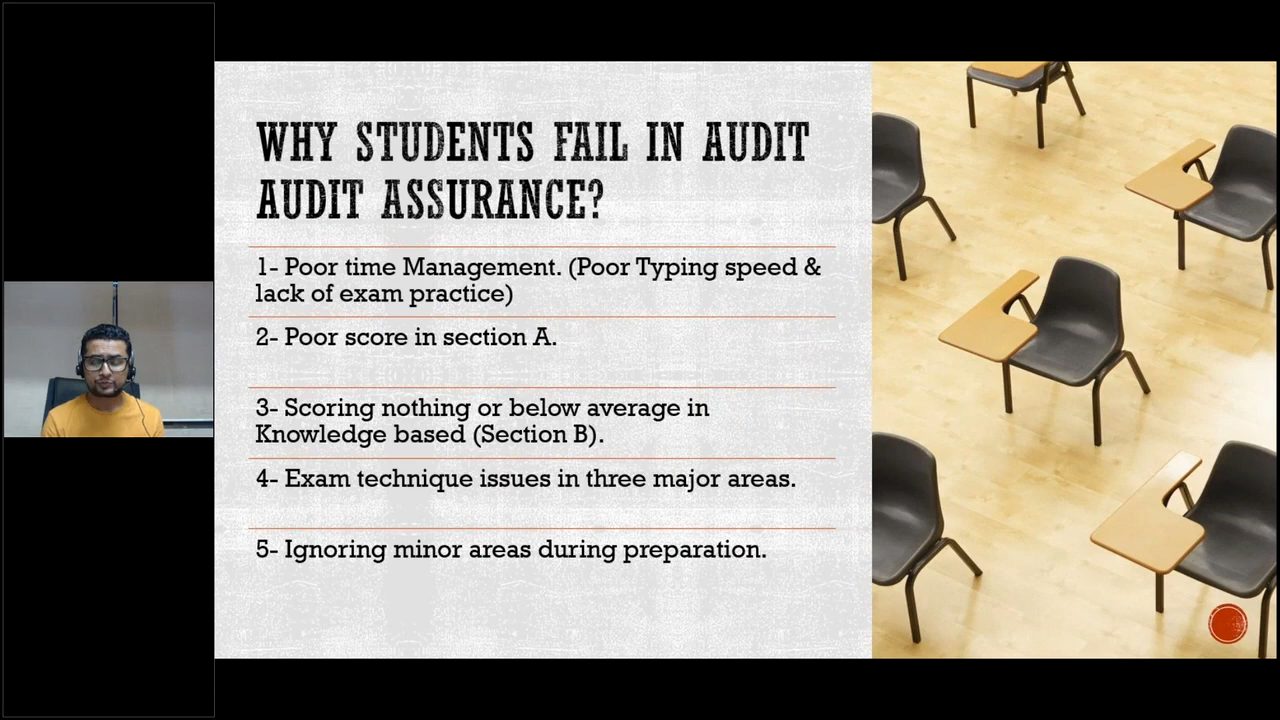 WHY STUDENTS FAIL IN AUDIT
AUDIT ASSURANCE?
1- Poor time Management. (Poor Typing speed &
lack of exam practice)
2- Poor score in section A.
3- Scoring nothing or below average in
Knowledge based (Section B).
4- Exam technique issues in three major areas.
5- Ignoring minor areas during preparation.